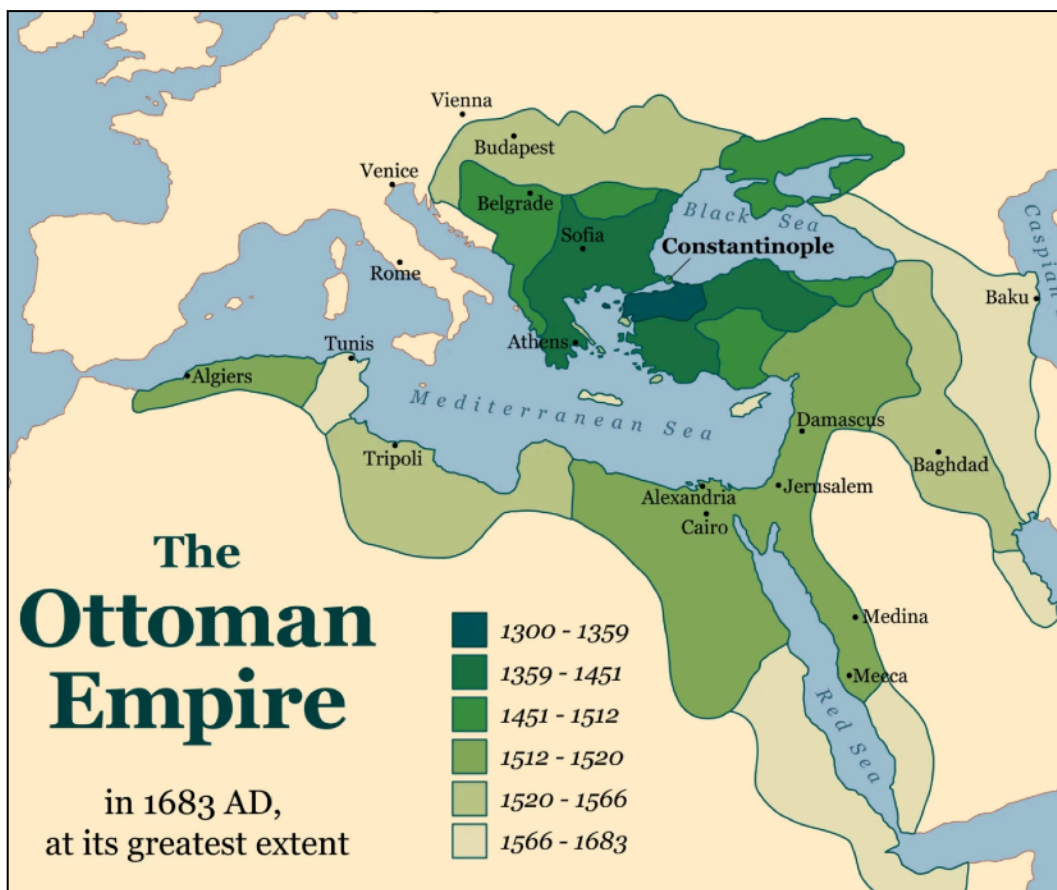 Vienna
Budapest
Venice
Belgrade
Black Sea
Caspian
Sofia
Constantinople
Rome
Baku
Tunis
Athens
Algiers
Mediterranean Sea
Damascus
Tripoli
Baghdad
Alexandria
Jerusalem
Cairo
The
Ottoman
Empire
in 1683 AD,
at its greatest extent
1300 - 1359
1359 - 1451
1451 - 1512
1512 - 1520
1520 - 1566
1566 - 1683
Medina
Mecca
Red Sea